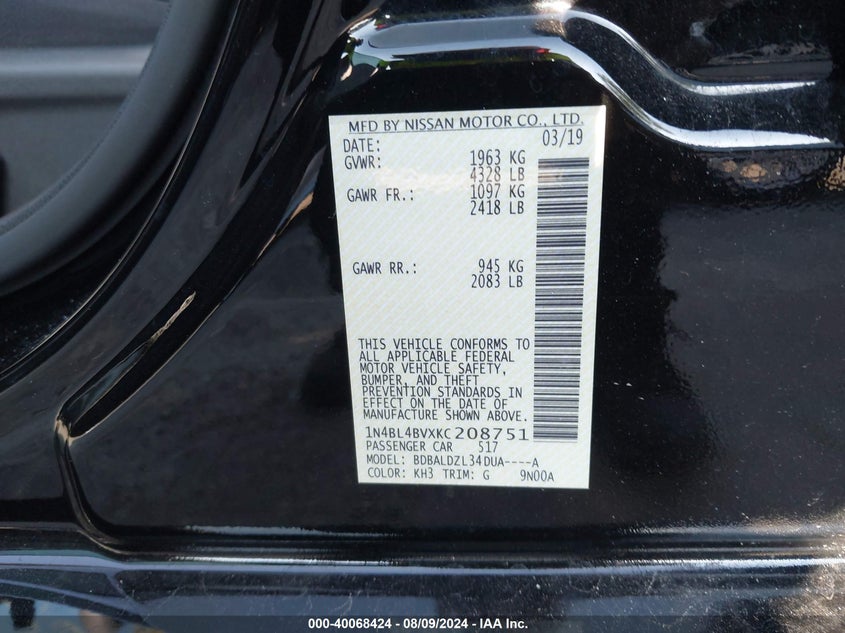 MFD BY NISSAN MOTOR CO., LTD.
DATE: 03/19
GVWR: 1963 KG
4328 LB
GAWR FR.: 1097 KG
2418 LB
GAWR RR.: 945 KG
2083 LB
THIS VEHICLE CONFORMS TO
ALL APPLICABLE FEDERAL
MOTOR VEHICLE SAFETY,
BUMPER, AND THEFT
PREVENTION STANDARDS IN
EFFECT ON THE DATE OF
MANUFACTURE SHOWN ABOVE.
1N4BL4BVXKC208751
PASSENGER CAR 517
MODEL: BDBALDZL34DUA----A
COLOR: KH3 TRIM: G 9N00A
000-40068424 - 08/09/2024 - IAAI.com